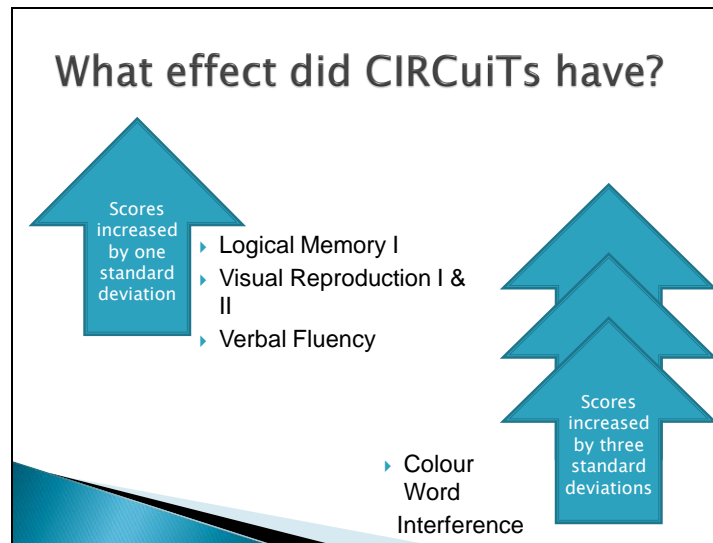 What effect did CIRCuiTs have?
Scores
increased
by one
standard
deviation
Logical Memory I
Visual Reproduction I &
II
Verbal Fluency
Scores
increased
by three
standard
deviations
Colour
Word
Interference